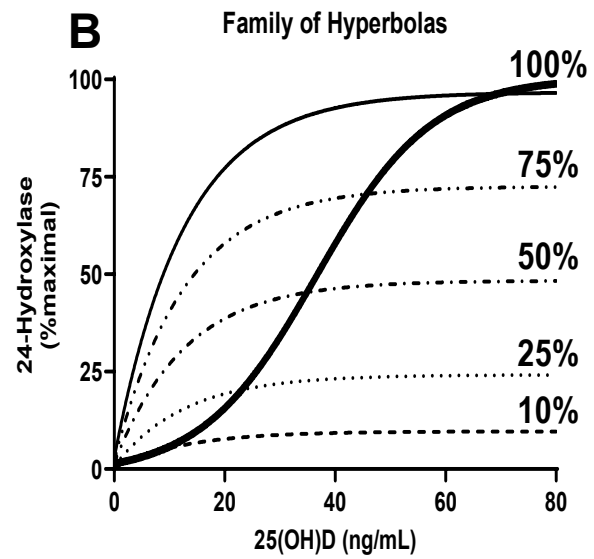 B
Family of Hyperbolas
100%
100
75%
75
50%
50
25%
25
10%
0
0 20 40 60 80
24-Hydroxylase
(%maximal)
25(OH)D (ng/mL)